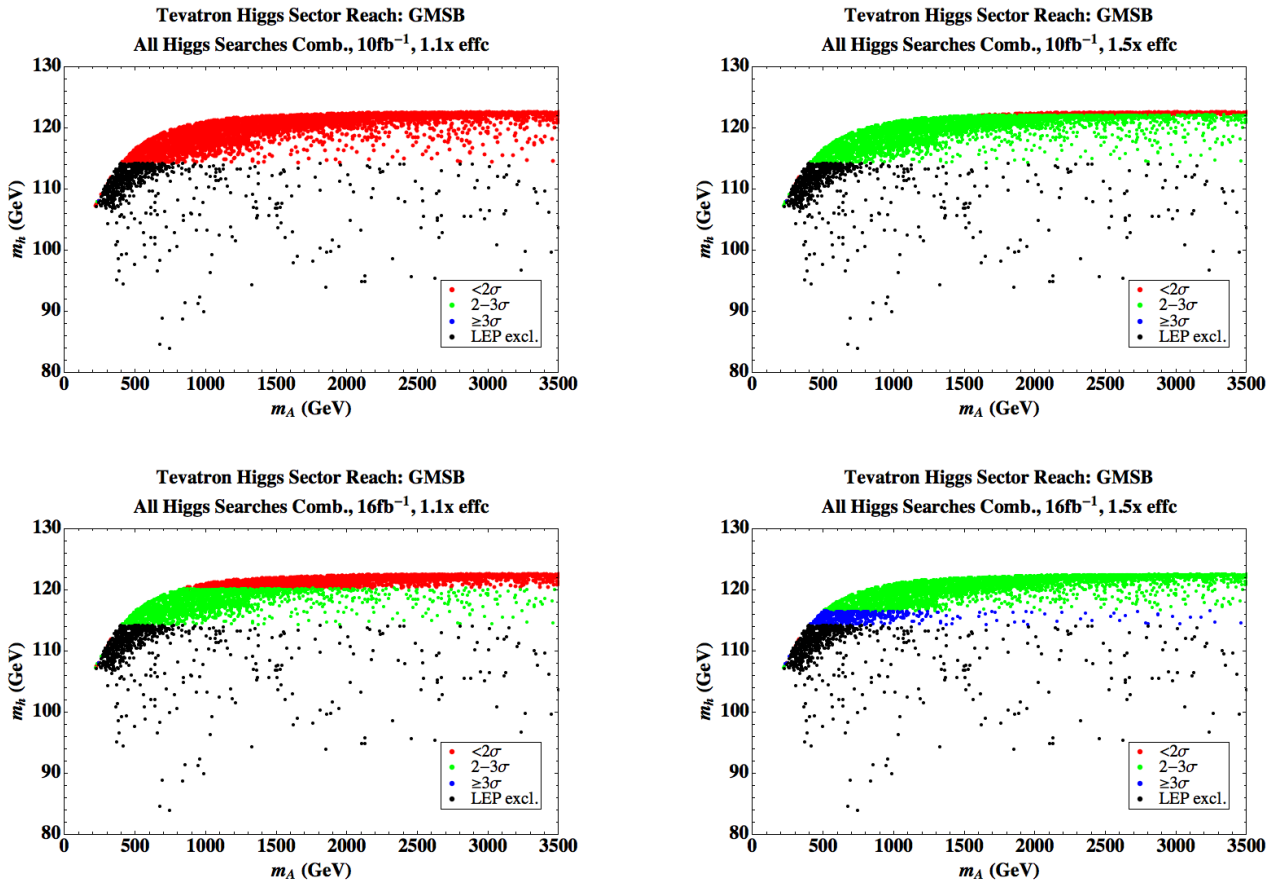 Tevatron Higgs Sector Reach: GMSB
All Higgs Searches Comb., 10fb⁻¹, 1.1x effc
130
120
110
100
90
80
m_h (GeV)
0 500 1000 1500 2000 2500 3000 3500
m_A (GeV)
<2σ
2–3σ
≥3σ
LEP excl.
Tevatron Higgs Sector Reach: GMSB
All Higgs Searches Comb., 10fb⁻¹, 1.5x effc
130
120
110
100
90
80
m_h (GeV)
0 500 1000 1500 2000 2500 3000 3500
m_A (GeV)
<2σ
2–3σ
≥3σ
LEP excl.
Tevatron Higgs Sector Reach: GMSB
All Higgs Searches Comb., 16fb⁻¹, 1.1x effc
130
120
110
100
90
80
m_h (GeV)
0 500 1000 1500 2000 2500 3000 3500
m_A (GeV)
<2σ
2–3σ
≥3σ
LEP excl.
Tevatron Higgs Sector Reach: GMSB
All Higgs Searches Comb., 16fb⁻¹, 1.5x effc
130
120
110
100
90
80
m_h (GeV)
0 500 1000 1500 2000 2500 3000 3500
m_A (GeV)
<2σ
2–3σ
≥3σ
LEP excl.